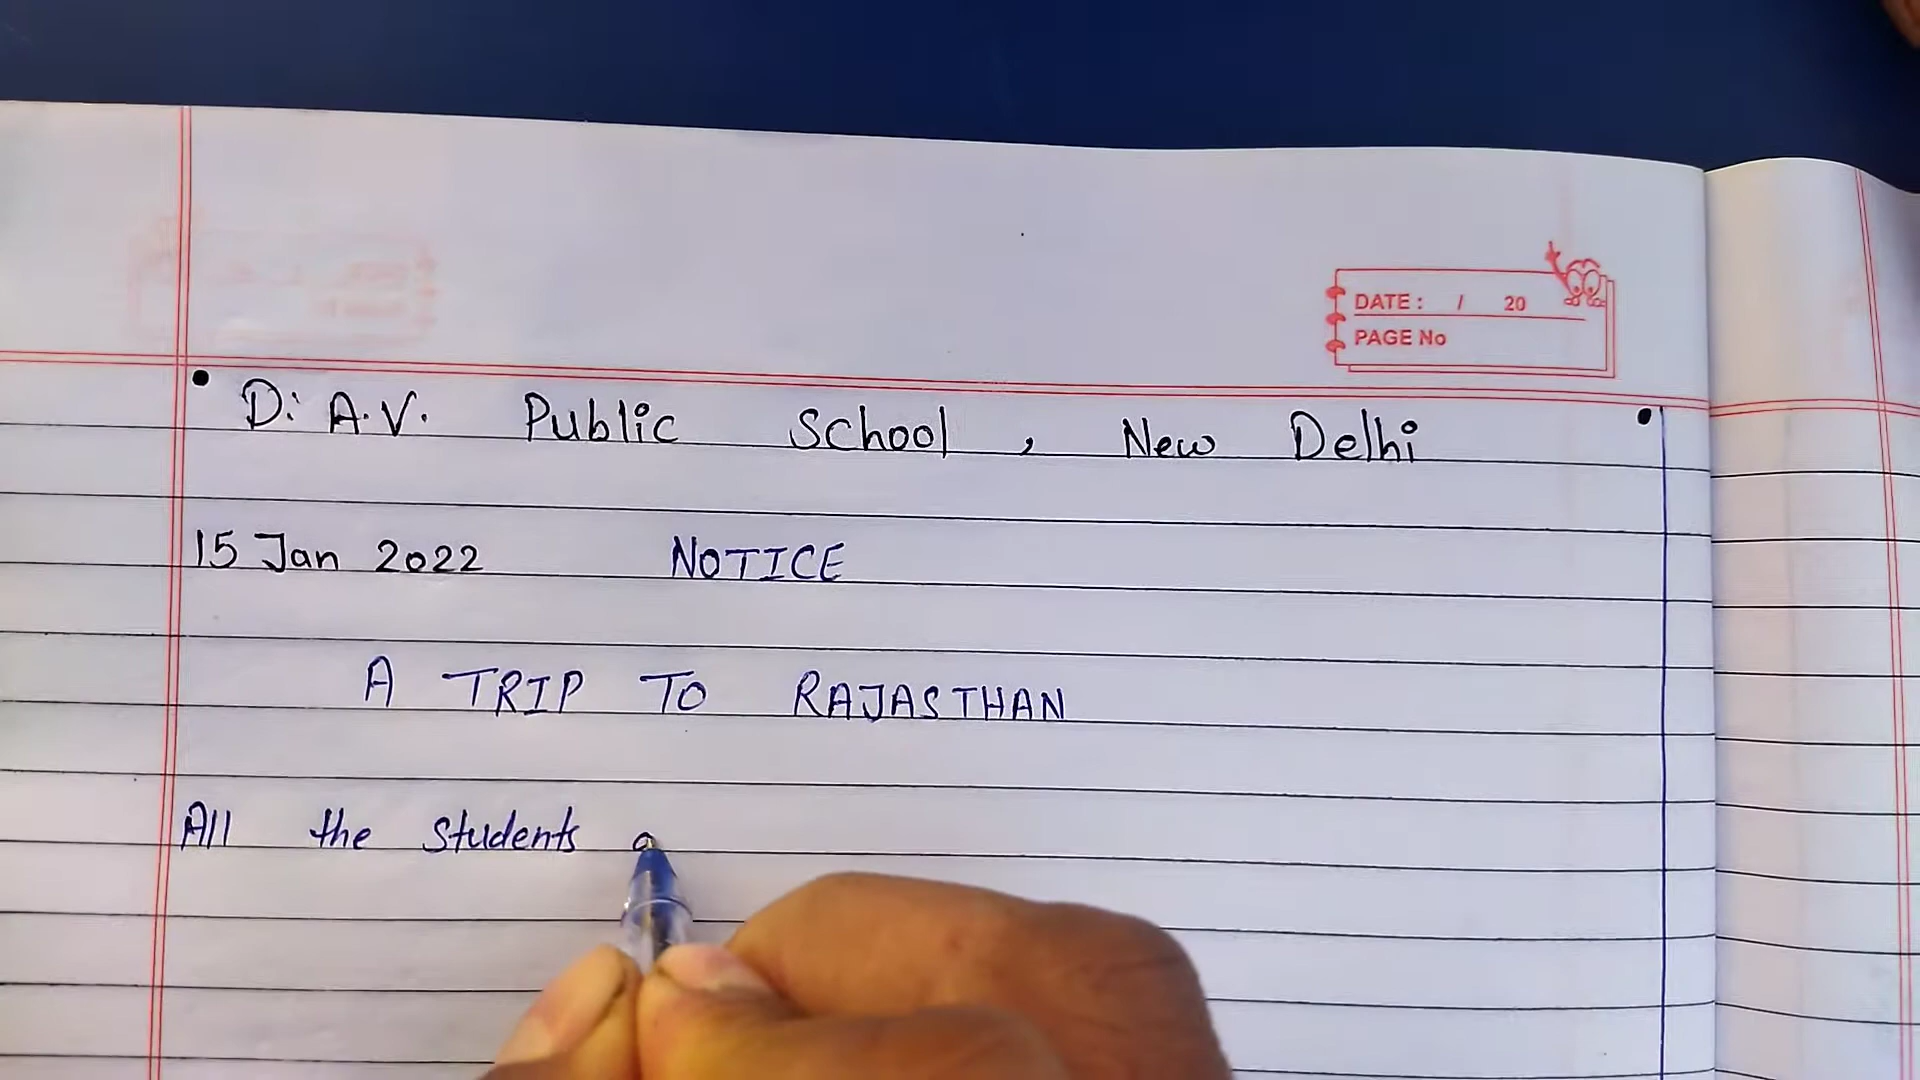 DATE: / 20
PAGE No
D. A.V. Public School, New Delhi
15 Jan 2022 NOTICE
A TRIP TO RAJASTHAN
All the students a